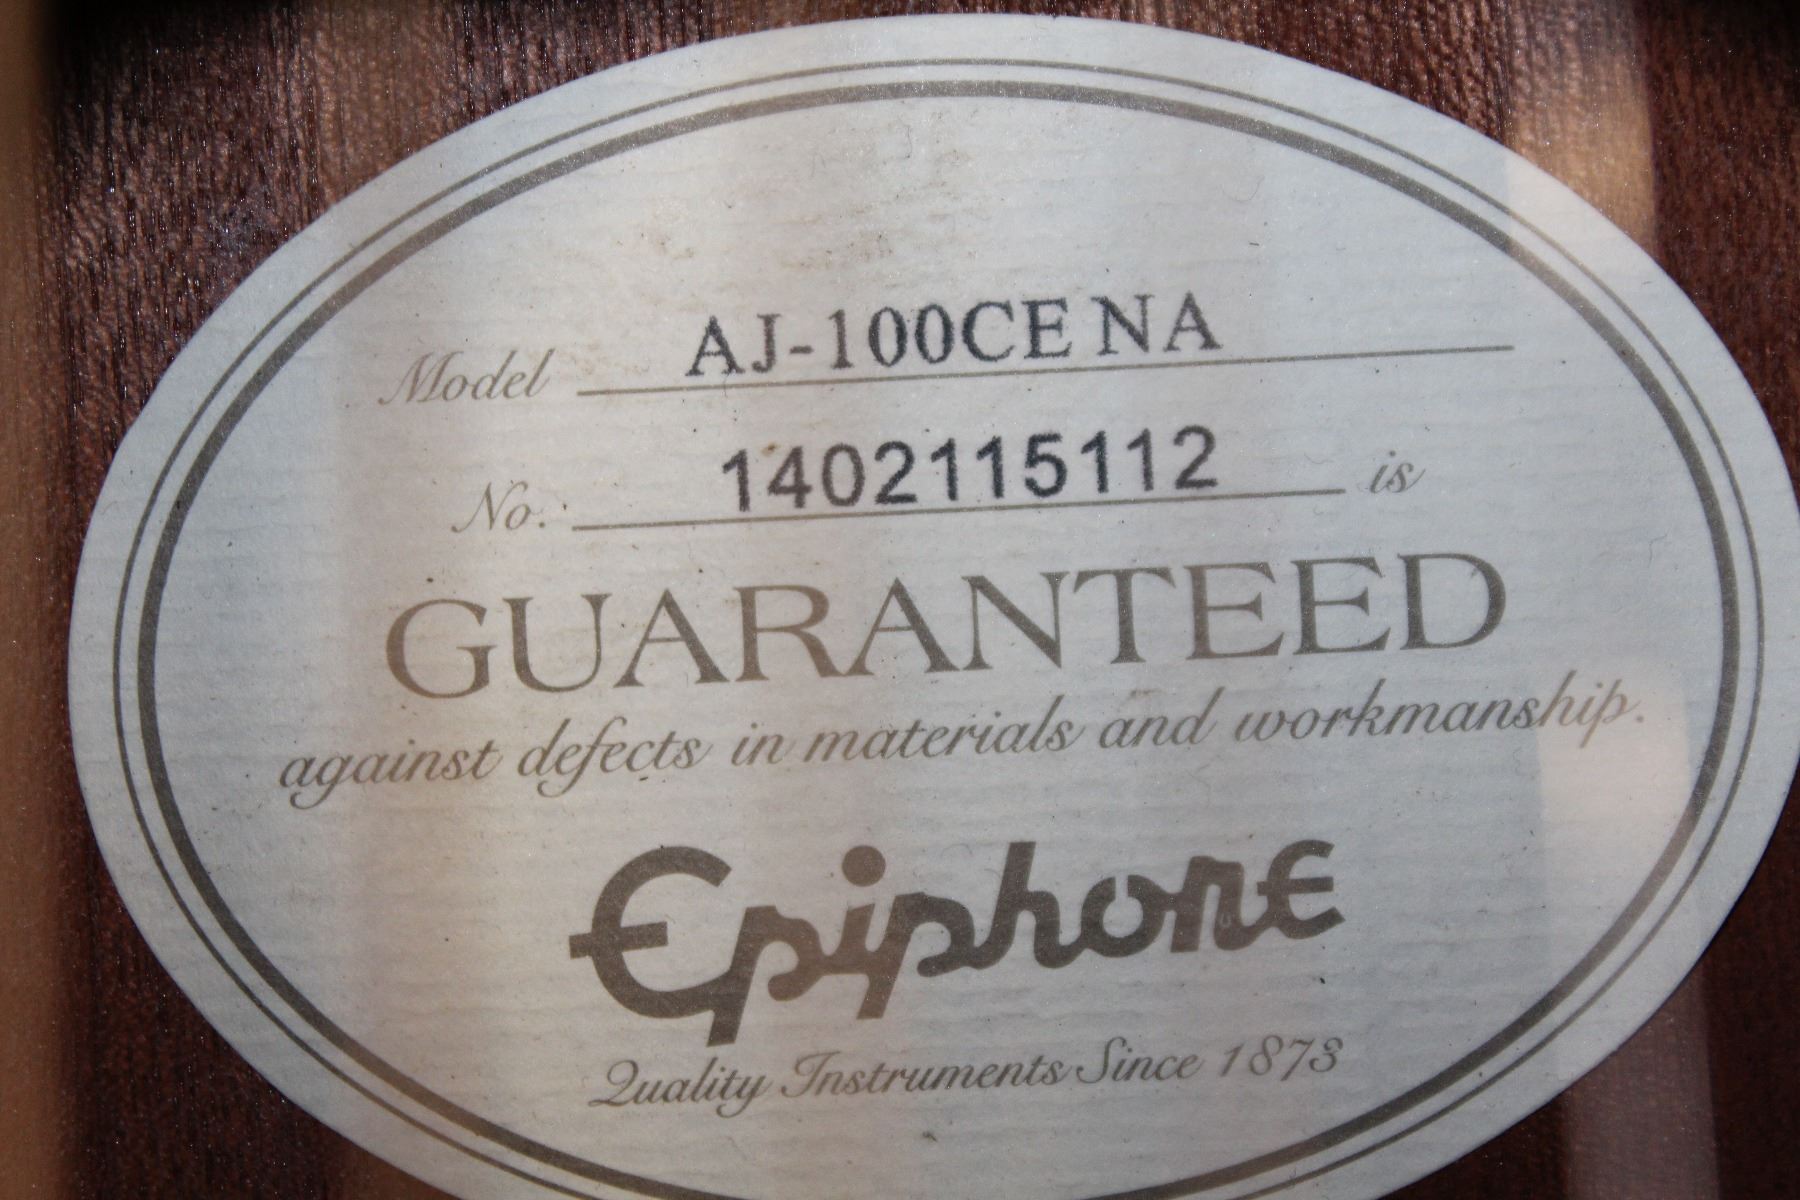 Model AJ-100CE NA
No. 1402115112 is
GUARANTEED
against defects in materials and workmanship.
Epiphone
Quality Instruments Since 1873